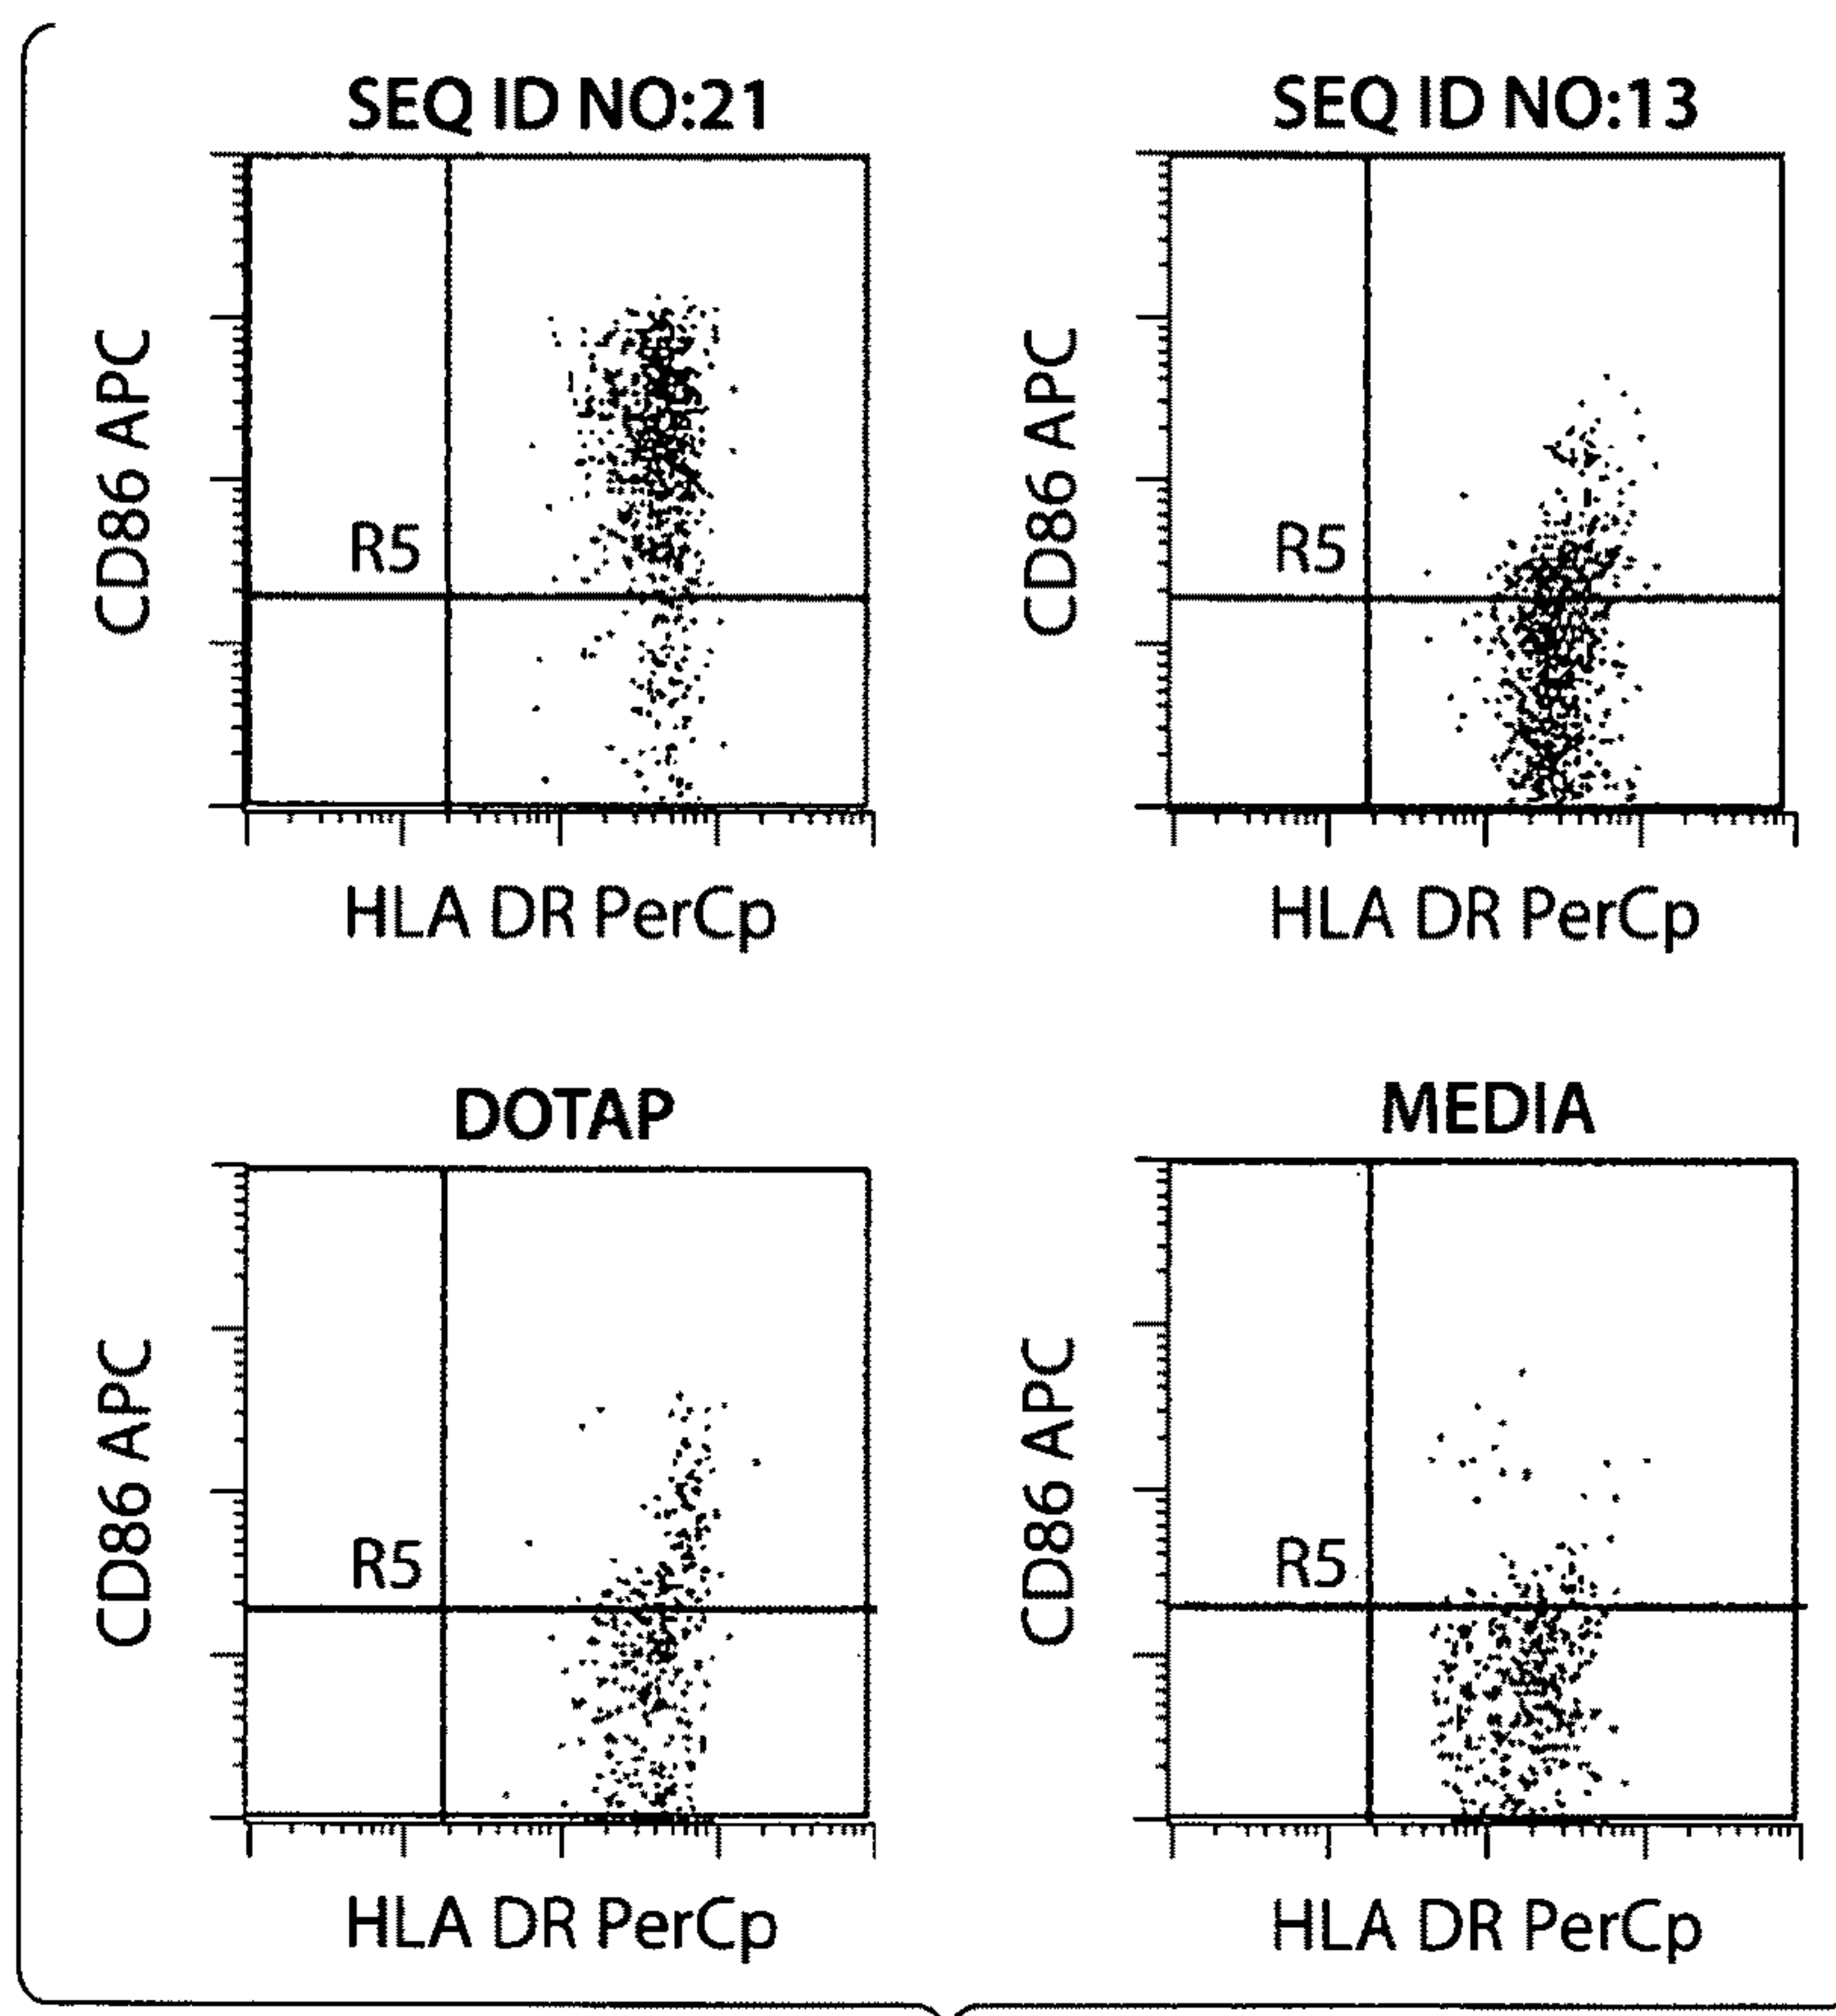 SEQ ID NO:21
CD86 APC
R5
HLA DR PerCp
SEQ ID NO:13
CD86 APC
R5
HLA DR PerCp
DOTAP
CD86 APC
R5
HLA DR PerCp
MEDIA
CD86 APC
R5
HLA DR PerCp